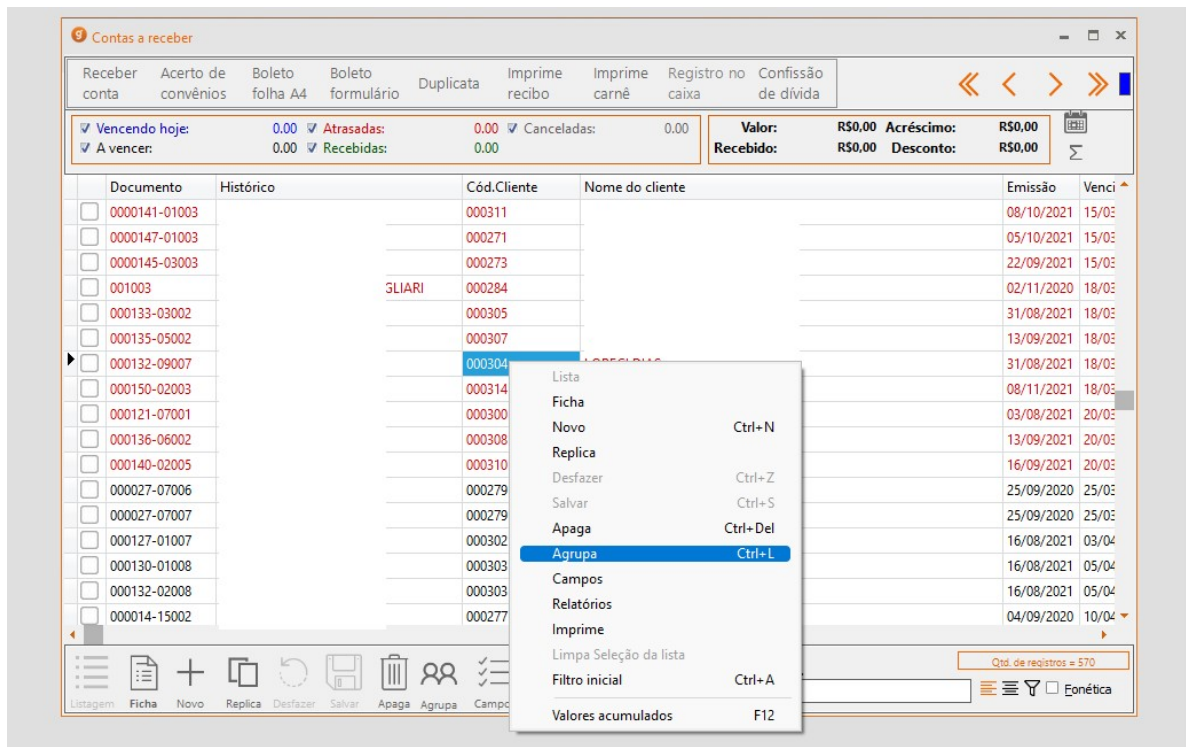 Contas a receber
Receber conta Acerto de convênios Boleto folha A4 Boleto formulário Duplicata Imprime recibo Imprime carnê Registro no caixa Confissão de dívida
Vencendo hoje: 0.00 Atrasadas: 0.00 Canceladas: 0.00 Valor: R$0,00 Acréscimo: R$0,00
A vencer: 0.00 Recebidas: 0.00 Recebido: R$0,00 Desconto: R$0,00
Documento Histórico Cód.Cliente Nome do cliente Emissão Venci
0000141-01003 000311 08/10/2021 15/03
0000147-01003 000271 05/10/2021 15/03
0000145-03003 000273 22/09/2021 15/03
001003 GLIARI 000284 02/11/2020 18/03
000133-03002 000305 31/08/2021 18/03
000135-05002 000307 13/09/2021 18/03
000132-09007 000304 31/08/2021 18/03
000150-02003 000314 08/11/2021 18/03
000121-07001 000300 03/08/2021 20/03
000136-06002 000308 13/09/2021 20/03
000140-02005 000310 16/09/2021 20/03
000027-07006 000279 25/09/2020 25/03
000027-07007 000279 25/09/2020 25/03
000127-01007 000302 16/08/2021 03/04
000130-01008 000303 16/08/2021 05/04
000132-02008 000303 16/08/2021 05/04
000014-15002 000277 04/09/2020 10/04
Lista
Ficha
Novo Ctrl+N
Replica
Desfazer Ctrl+Z
Salvar Ctrl+S
Apaga Ctrl+Del
Agrupa Ctrl+L
Campos
Relatórios
Imprime
Limpa Seleção da lista
Filtro inicial Ctrl+A
Valores acumulados F12
Qtd. de registros = 570
Fonética
Listagem Ficha Novo Replica Desfazer Salvar Apaga Agrupa Campo